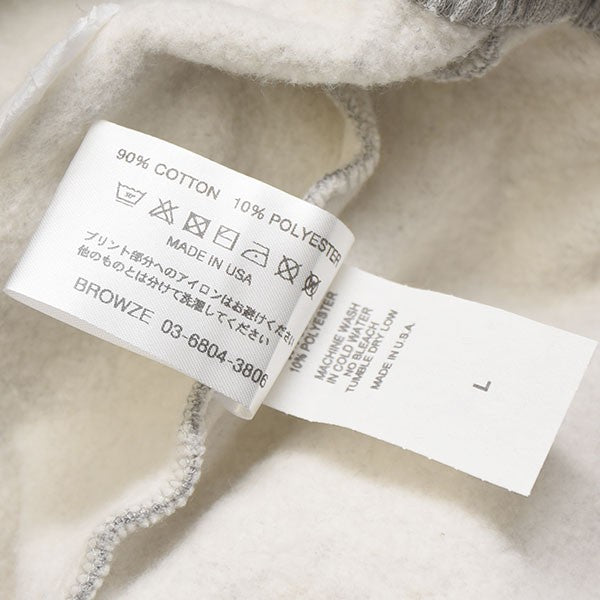 90% COTTON 10% POLYESTER
30°
MADE IN USA
プリント部分へのアイロンはお避けください
他のものとは分けて洗濯してください
BROWZE 03-6804-3806
10% POLYESTER
MACHINE WASH
IN COLD WATER
NO BLEACH
TUMBLE DRY LOW
MADE IN U.S.A.
L